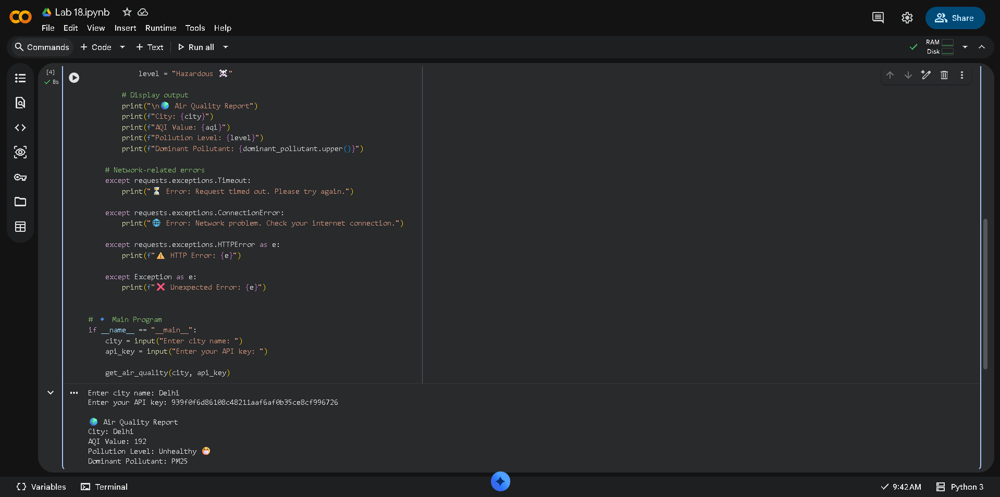 Lab 18.ipynb
File Edit View Insert Runtime Tools Help
Share
Commands + Code + Text Run all
RAM
Disk
[4]
8s
level = "Hazardous ☠️"
# Display output
print("\n🌍 Air Quality Report")
print(f"City: {city}")
print(f"AQI Value: {aqi}")
print(f"Pollution Level: {level}")
print(f"Dominant Pollutant: {dominant_pollutant.upper()}")
# Network-related errors
except requests.exceptions.Timeout:
print("⏳ Error: Request timed out. Please try again.")
except requests.exceptions.ConnectionError:
print("🌐 Error: Network problem. Check your internet connection.")
except requests.exceptions.HTTPError as e:
print(f"⚠️ HTTP Error: {e}")
except Exception as e:
print(f"❌ Unexpected Error: {e}")
# 🔹 Main Program
if __name__ == "__main__":
city = input("Enter city name: ")
api_key = input("Enter your API key: ")
get_air_quality(city, api_key)
Enter city name: Delhi
Enter your API key: 939f0f6d86108c48211aaf6af0b35ce8cf996726
🌍 Air Quality Report
City: Delhi
AQI Value: 192
Pollution Level: Unhealthy 😷
Dominant Pollutant: PM25
Variables Terminal
9:42 AM Python 3